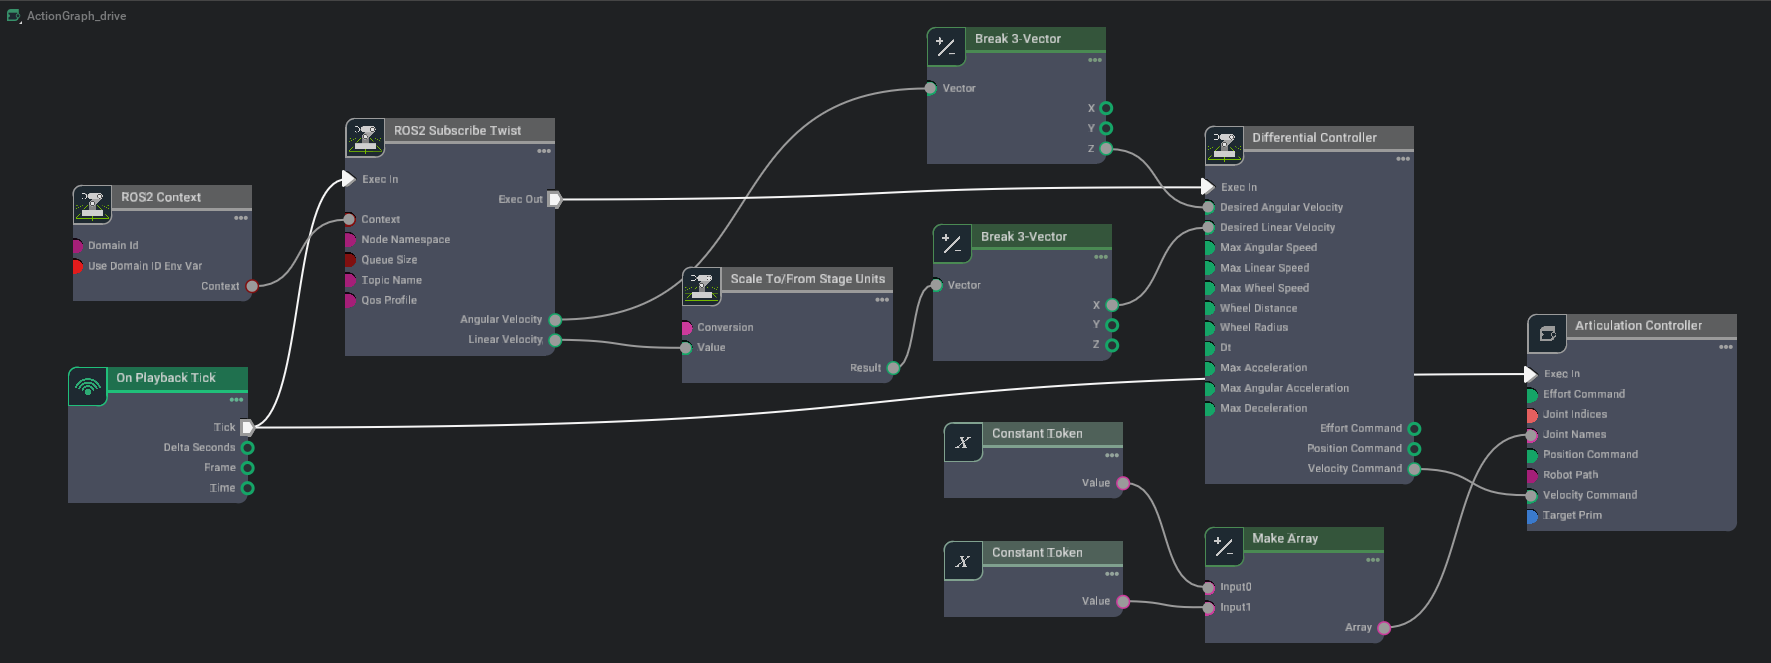 ActionGraph_drive
ROS2 Context
Domain Id
Use Domain ID Env Var
Context
On Playback Tick
Tick
Delta Seconds
Frame
Time
ROS2 Subscribe Twist
Exec In
Exec Out
Context
Node Namespace
Queue Size
Topic Name
Qos Profile
Angular Velocity
Linear Velocity
Scale To/From Stage Units
Conversion
Value
Result
Break 3-Vector
Vector
X
Y
Z
Break 3-Vector
Vector
X
Y
Z
Constant Token
X
Value
Constant Token
X
Value
Differential Controller
Exec In
Desired Angular Velocity
Desired Linear Velocity
Max Angular Speed
Max Linear Speed
Max Wheel Speed
Wheel Distance
Wheel Radius
Dt
Max Acceleration
Max Angular Acceleration
Max Deceleration
Effort Command
Position Command
Velocity Command
Make Array
Input0
Input1
Array
Articulation Controller
Exec In
Effort Command
Joint Indices
Joint Names
Position Command
Robot Path
Velocity Command
Target Prim